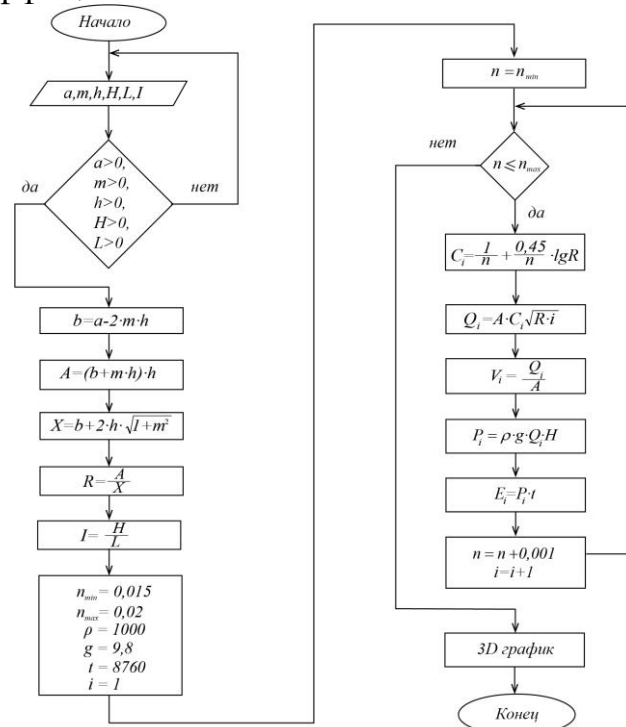 Начало
a,m,h,H,L,I
a>0,
m>0,
h>0,
H>0,
L>0
да
нет
b=a-2·m·h
A=(b+m·h)·h
X=b+2·h·√1+m²
R=A/X
I=H/L
n_min = 0,015
n_max = 0,02
ρ = 1000
g = 9,8
t = 8760
i = 1
n = n_min
нет
n ⩽ n_max
да
C_i=1/n + 0,45/n ·lgR
Q_i=A·C_i√R·i
V_i = Q_i/A
P_i = ρ·g·Q_i·H
E_i=P_i·t
n = n+0,001
i=i+1
3D график
Конец